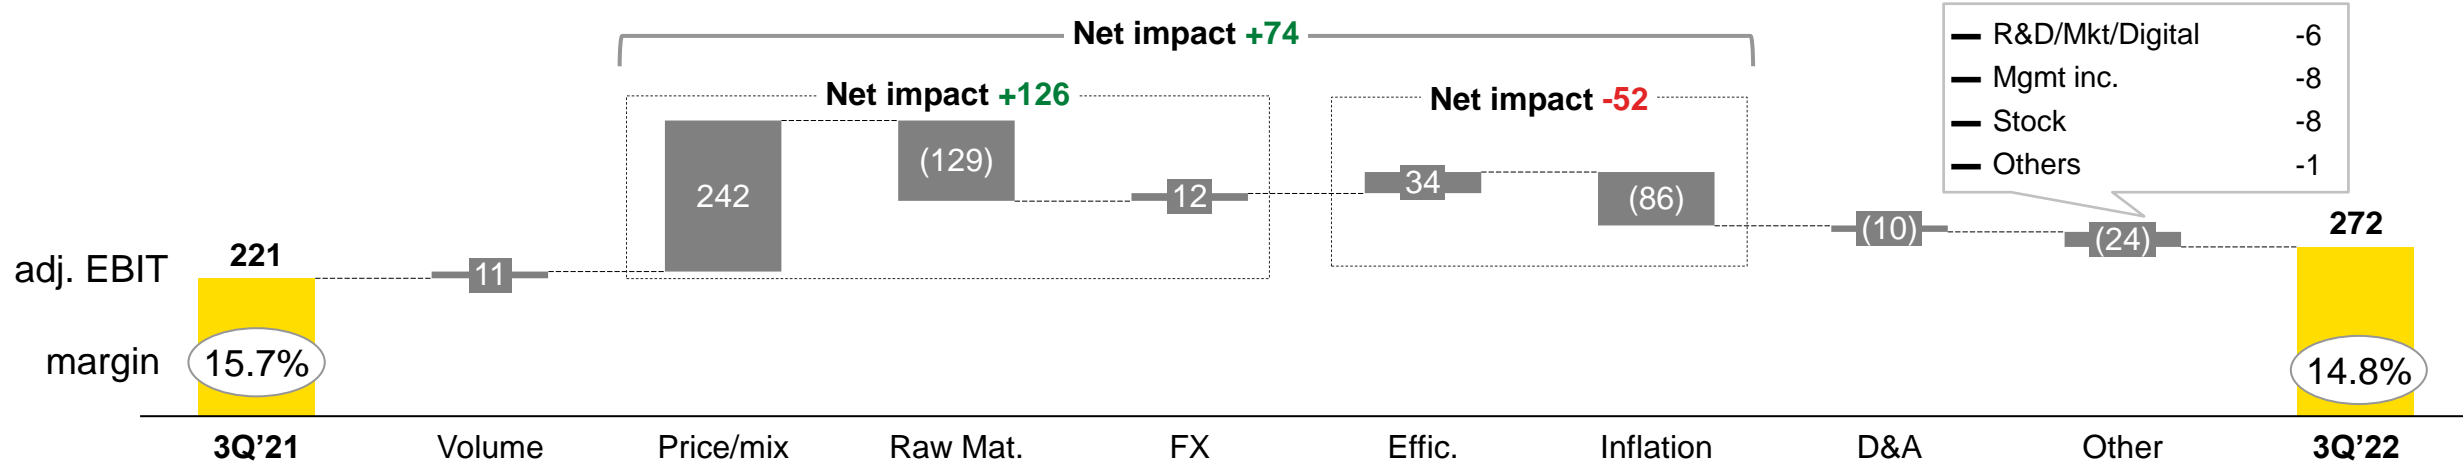 Net impact +74
Net impact +126
Net impact -52
R&D/Mkt/Digital -6
Mgmt inc. -8
Stock -8
Others -1
adj. EBIT
221
11
242
(129)
12
34
(86)
(10)
(24)
272
margin
15.7%
14.8%
3Q’21 Volume Price/mix Raw Mat. FX Effic. Inflation D&A Other 3Q’22